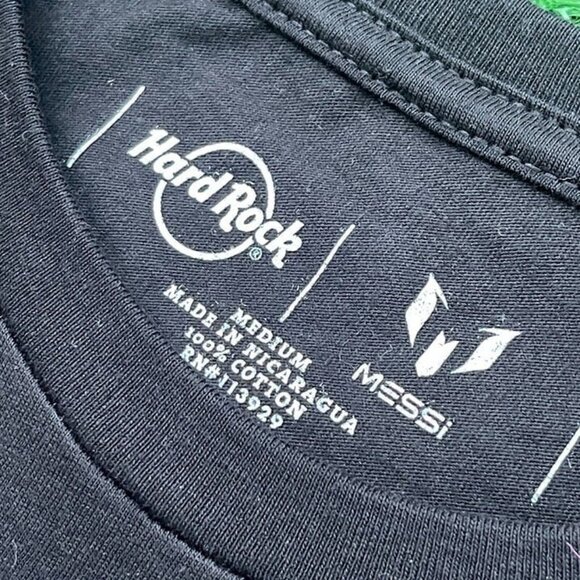 Hard Rock
®
MEDIUM
MADE IN NICARAGUA
100% COTTON
RN#113929
MESSi